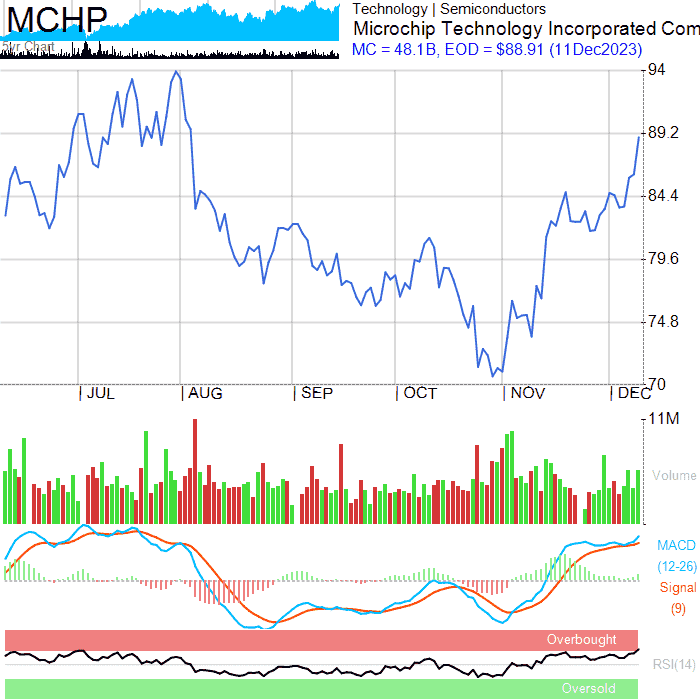 MCHP
5yr Chart
Technology | Semiconductors
Microchip Technology Incorporated Com
MC = 48.1B, EOD = $88.91 (11Dec2023)
94
89.2
84.4
79.6
74.8
70
| JUL
| AUG
| SEP
| OCT
| NOV
| DEC
11M
Volume
MACD
(12-26)
Signal
(9)
Overbought
RSI(14)
Oversold